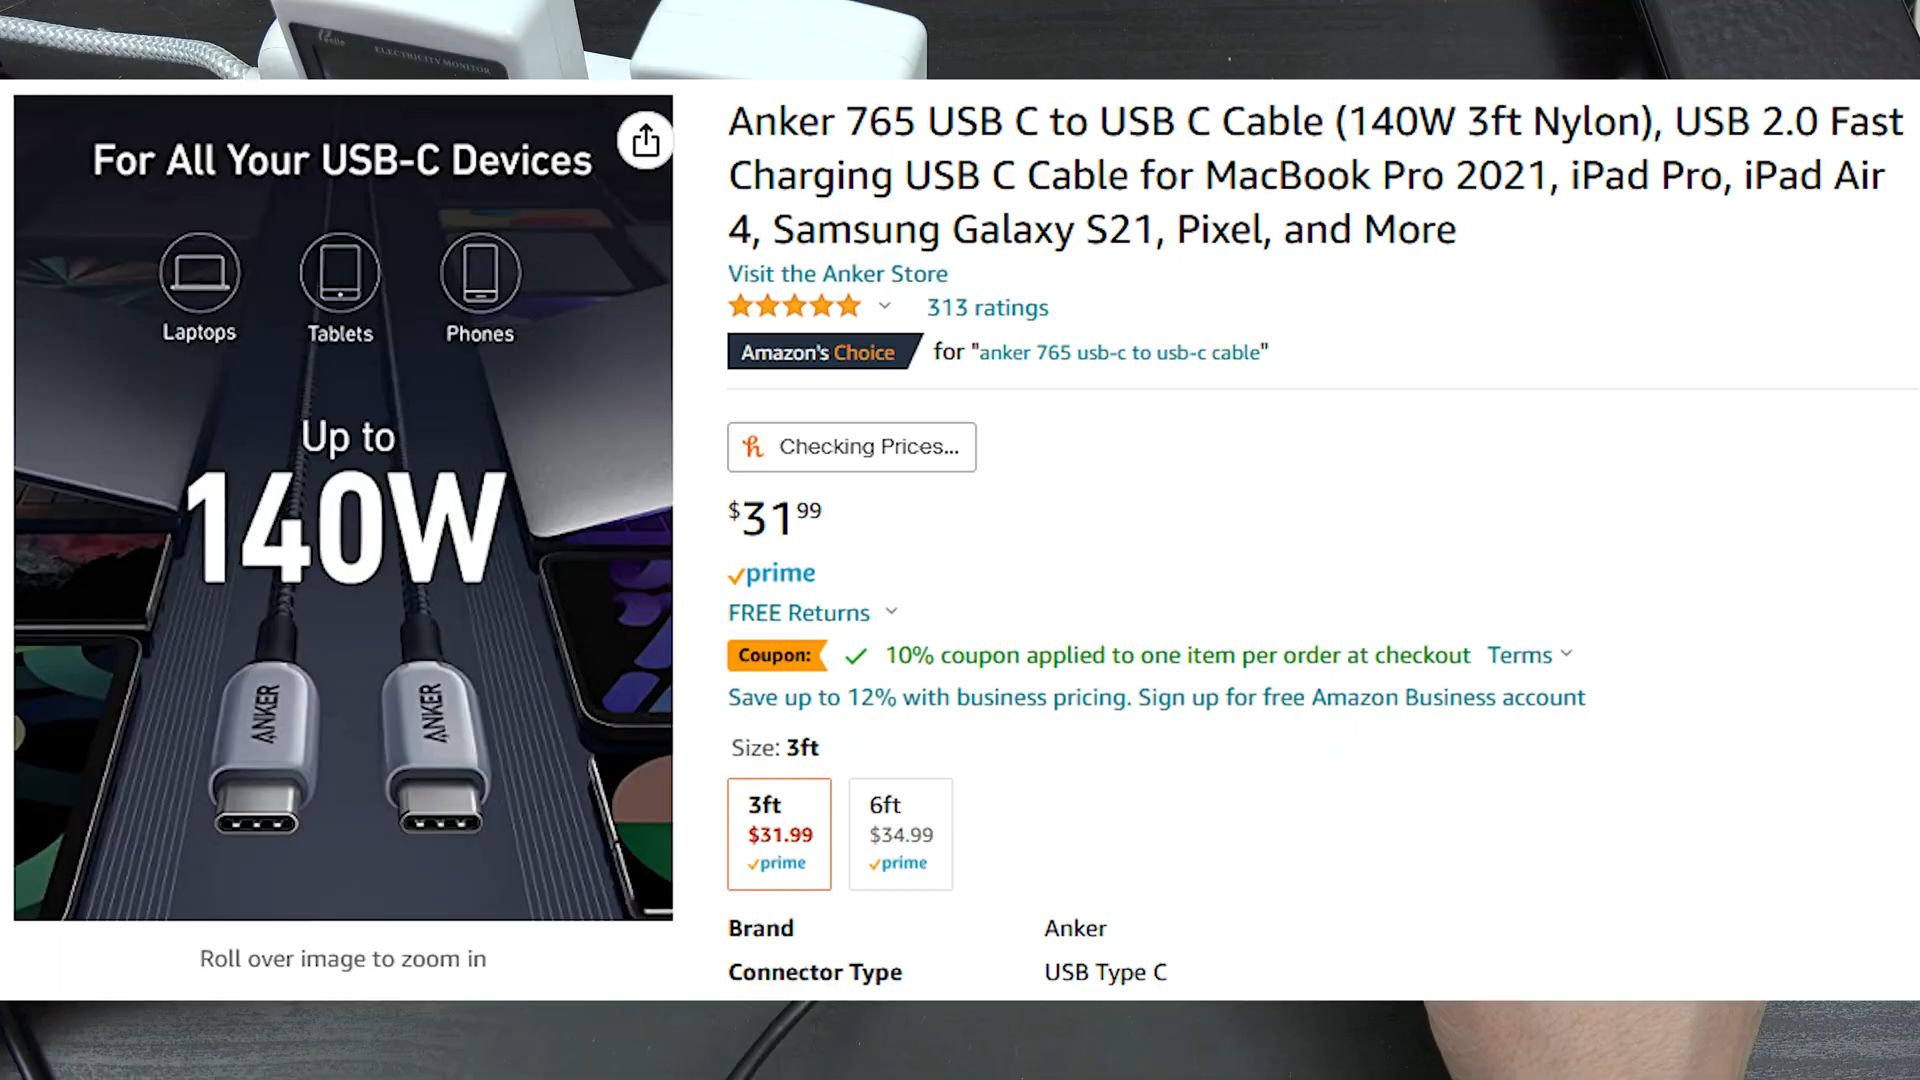 ELECTRICITY MONITOR
For All Your USB-C Devices
Laptops
Tablets
Phones
Up to
140W
ANKER
ANKER
Roll over image to zoom in
Anker 765 USB C to USB C Cable (140W 3ft Nylon), USB 2.0 Fast
Charging USB C Cable for MacBook Pro 2021, iPad Pro, iPad Air
4, Samsung Galaxy S21, Pixel, and More
Visit the Anker Store
313 ratings
Amazon's Choice for "anker 765 usb-c to usb-c cable"
Checking Prices...
$31.99
prime
FREE Returns
Coupon: 10% coupon applied to one item per order at checkout Terms
Save up to 12% with business pricing. Sign up for free Amazon Business account
Size: 3ft
3ft
$31.99
prime
6ft
$34.99
prime
Brand Anker
Connector Type USB Type C